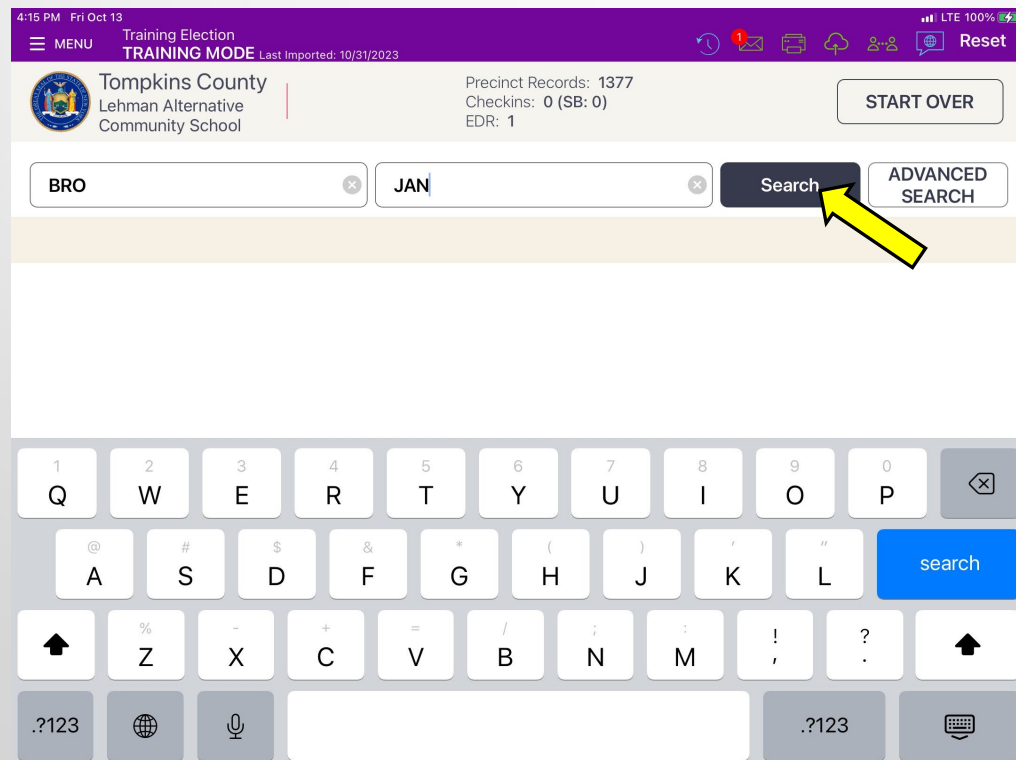 4:15 PM Fri Oct 13
LTE 100%
MENU
Training Election
TRAINING MODE Last Imported: 10/31/2023
1
Reset
Tompkins County
Lehman Alternative
Community School
Precinct Records: 1377
Checkins: 0 (SB: 0)
EDR: 1
START OVER
BRO
JAN
Search
ADVANCED
SEARCH
1 2 3 4 5 6 7 8 9 0
Q W E R T Y U I O P
@ # $ & * ( ) ' "
A S D F G H J K L
search
% - + = / ; : ! ?
Z X C V B N M , .
.?123
.?123